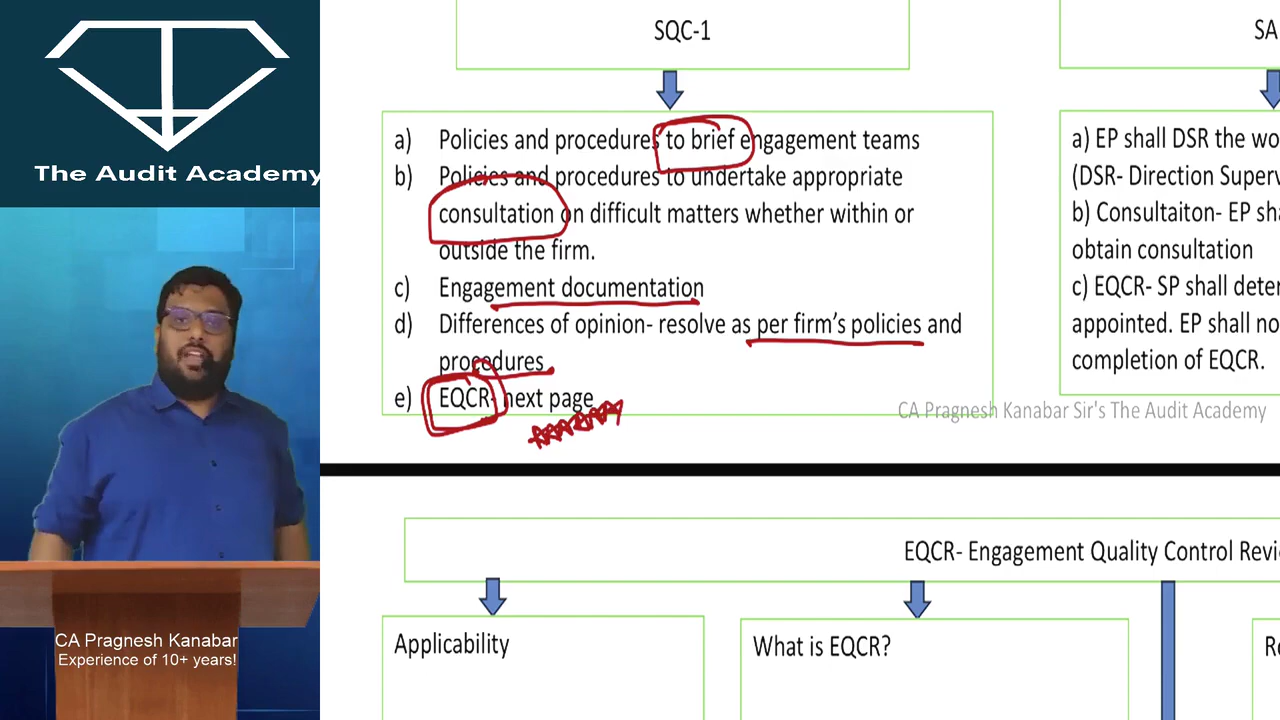 The Audit Academy
CA Pragnesh Kanabar
Experience of 10+ years!
SQC-1
a) Policies and procedures to brief engagement teams
b) Policies and procedures to undertake appropriate
consultation on difficult matters whether within or
outside the firm.
c) Engagement documentation
d) Differences of opinion- resolve as per firm's policies and
procedures
e) EQCR- next page
SA
a) EP shall DSR the wo
(DSR- Direction Superv
b) Consultaiton- EP sha
obtain consultation
c) EQCR- SP shall deter
appointed. EP shall no
completion of EQCR.
CA Pragnesh Kanabar Sir's The Audit Academy
EQCR- Engagement Quality Control Revie
Applicability
What is EQCR?
Re